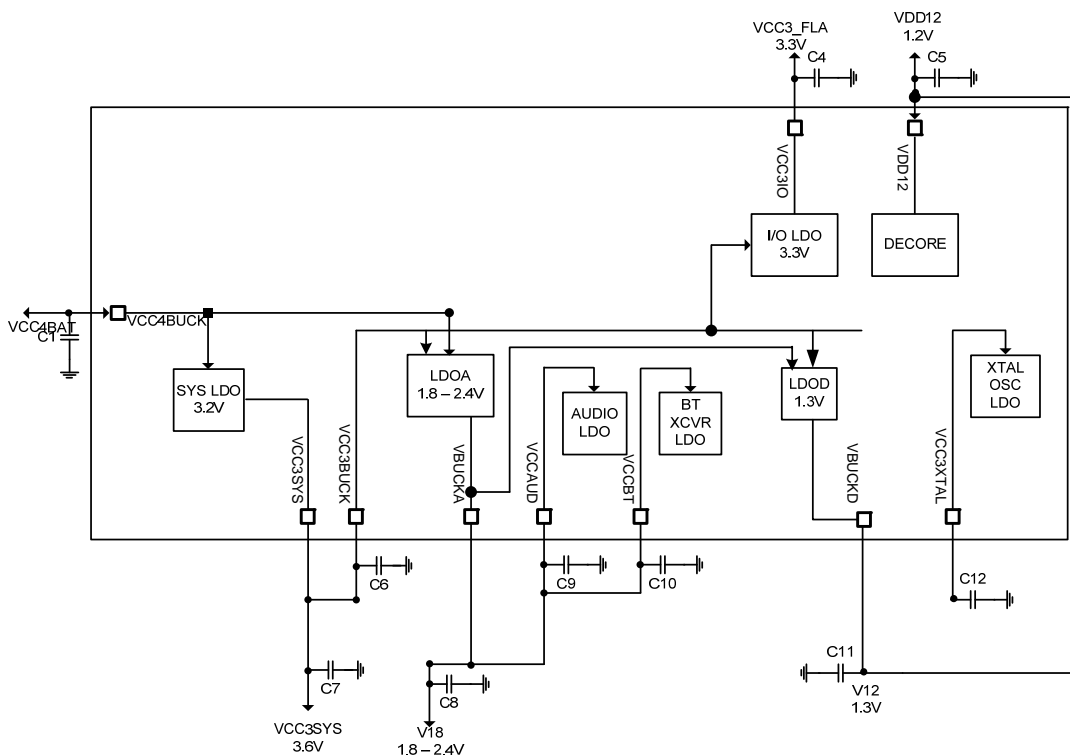 VCC3_FLA
3.3V
C4
VDD12
1.2V
C5
VCC3IO
VDD12
I/O LDO
3.3V
DECORE
VCC4BAT
C1
VCC4BUCK
SYS LDO
3.2V
LDOA
1.8 – 2.4V
AUDIO
LDO
BT
XCVR
LDO
LDOD
1.3V
XTAL
OSC
LDO
VCC3SYS
VCC3BUCK
VBUCKA
VCCAUD
VCCBT
VBUCKD
VCC3XTAL
C6
C9
C10
C12
C7
C8
C11
VCC3SYS
3.6V
V18
1.8 – 2.4V
V12
1.3V